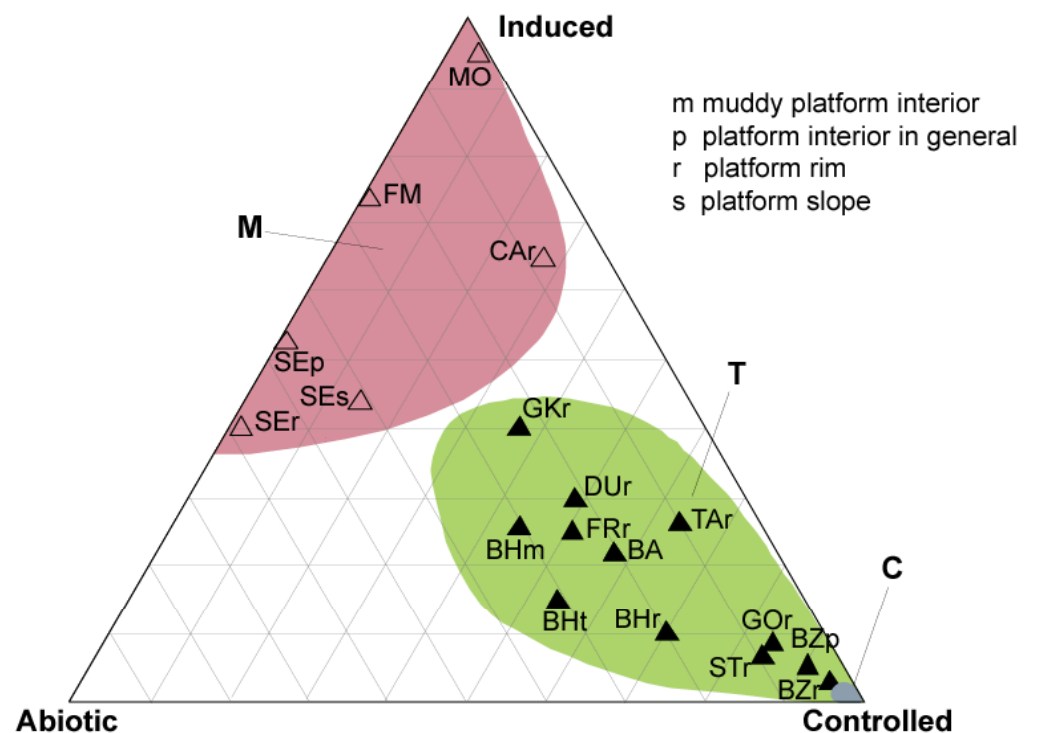 Induced
MO
m muddy platform interior
p platform interior in general
r platform rim
s platform slope
FM
M
CAr
SEp
SEs
SEr
T
GKr
DUr
TAr
FRr
BHm
BA
C
BHt
BHr
GOr
BZp
STr
BZr
Abiotic
Controlled